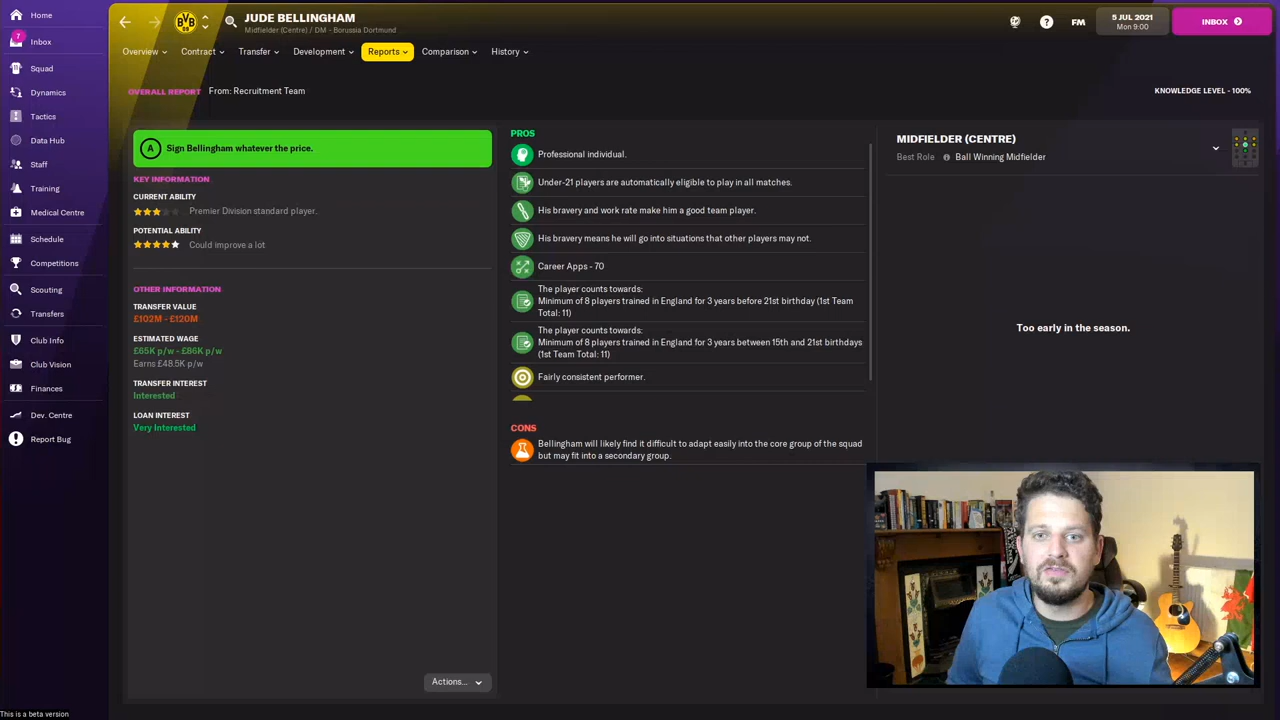 Home
7
Inbox
Squad
Dynamics
Tactics
Data Hub
Staff
Training
Medical Centre
Schedule
Competitions
Scouting
Transfers
Club Info
Club Vision
Finances
Dev. Centre
Report Bug
This is a beta version
BVB
09
JUDE BELLINGHAM
Midfielder (Centre) / DM - Borussia Dortmund
?
FM
5 JUL 2021
Mon 9:00
INBOX
Overview
Contract
Transfer
Development
Reports
Comparison
History
OVERALL REPORT
From: Recruitment Team
KNOWLEDGE LEVEL - 100%
A
Sign Bellingham whatever the price.
KEY INFORMATION
CURRENT ABILITY
Premier Division standard player.
POTENTIAL ABILITY
Could improve a lot
OTHER INFORMATION
TRANSFER VALUE
£102M - £120M
ESTIMATED WAGE
£65K p/w - £86K p/w
Earns £48.5K p/w
TRANSFER INTEREST
Interested
LOAN INTEREST
Very Interested
Actions...
PROS
Professional individual.
Under-21 players are automatically eligible to play in all matches.
His bravery and work rate make him a good team player.
His bravery means he will go into situations that other players may not.
Career Apps - 70
The player counts towards:
Minimum of 8 players trained in England for 3 years before 21st birthday (1st Team
Total: 11)
The player counts towards:
Minimum of 8 players trained in England for 3 years between 15th and 21st birthdays
(1st Team Total: 11)
Fairly consistent performer.
CONS
Bellingham will likely find it difficult to adapt easily into the core group of the squad
but may fit into a secondary group.
MIDFIELDER (CENTRE)
Best Role
Ball Winning Midfielder
Too early in the season.